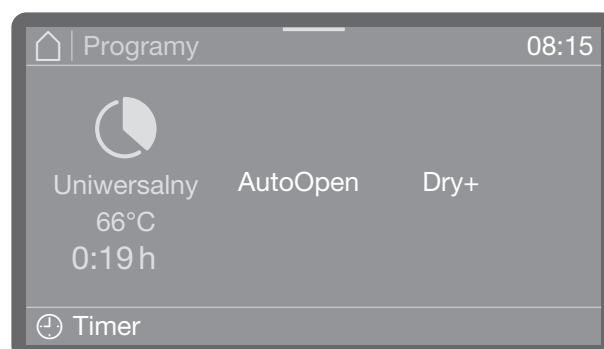 Programy 08:15
Uniwersalny AutoOpen Dry+
66°C
0:19 h
Timer